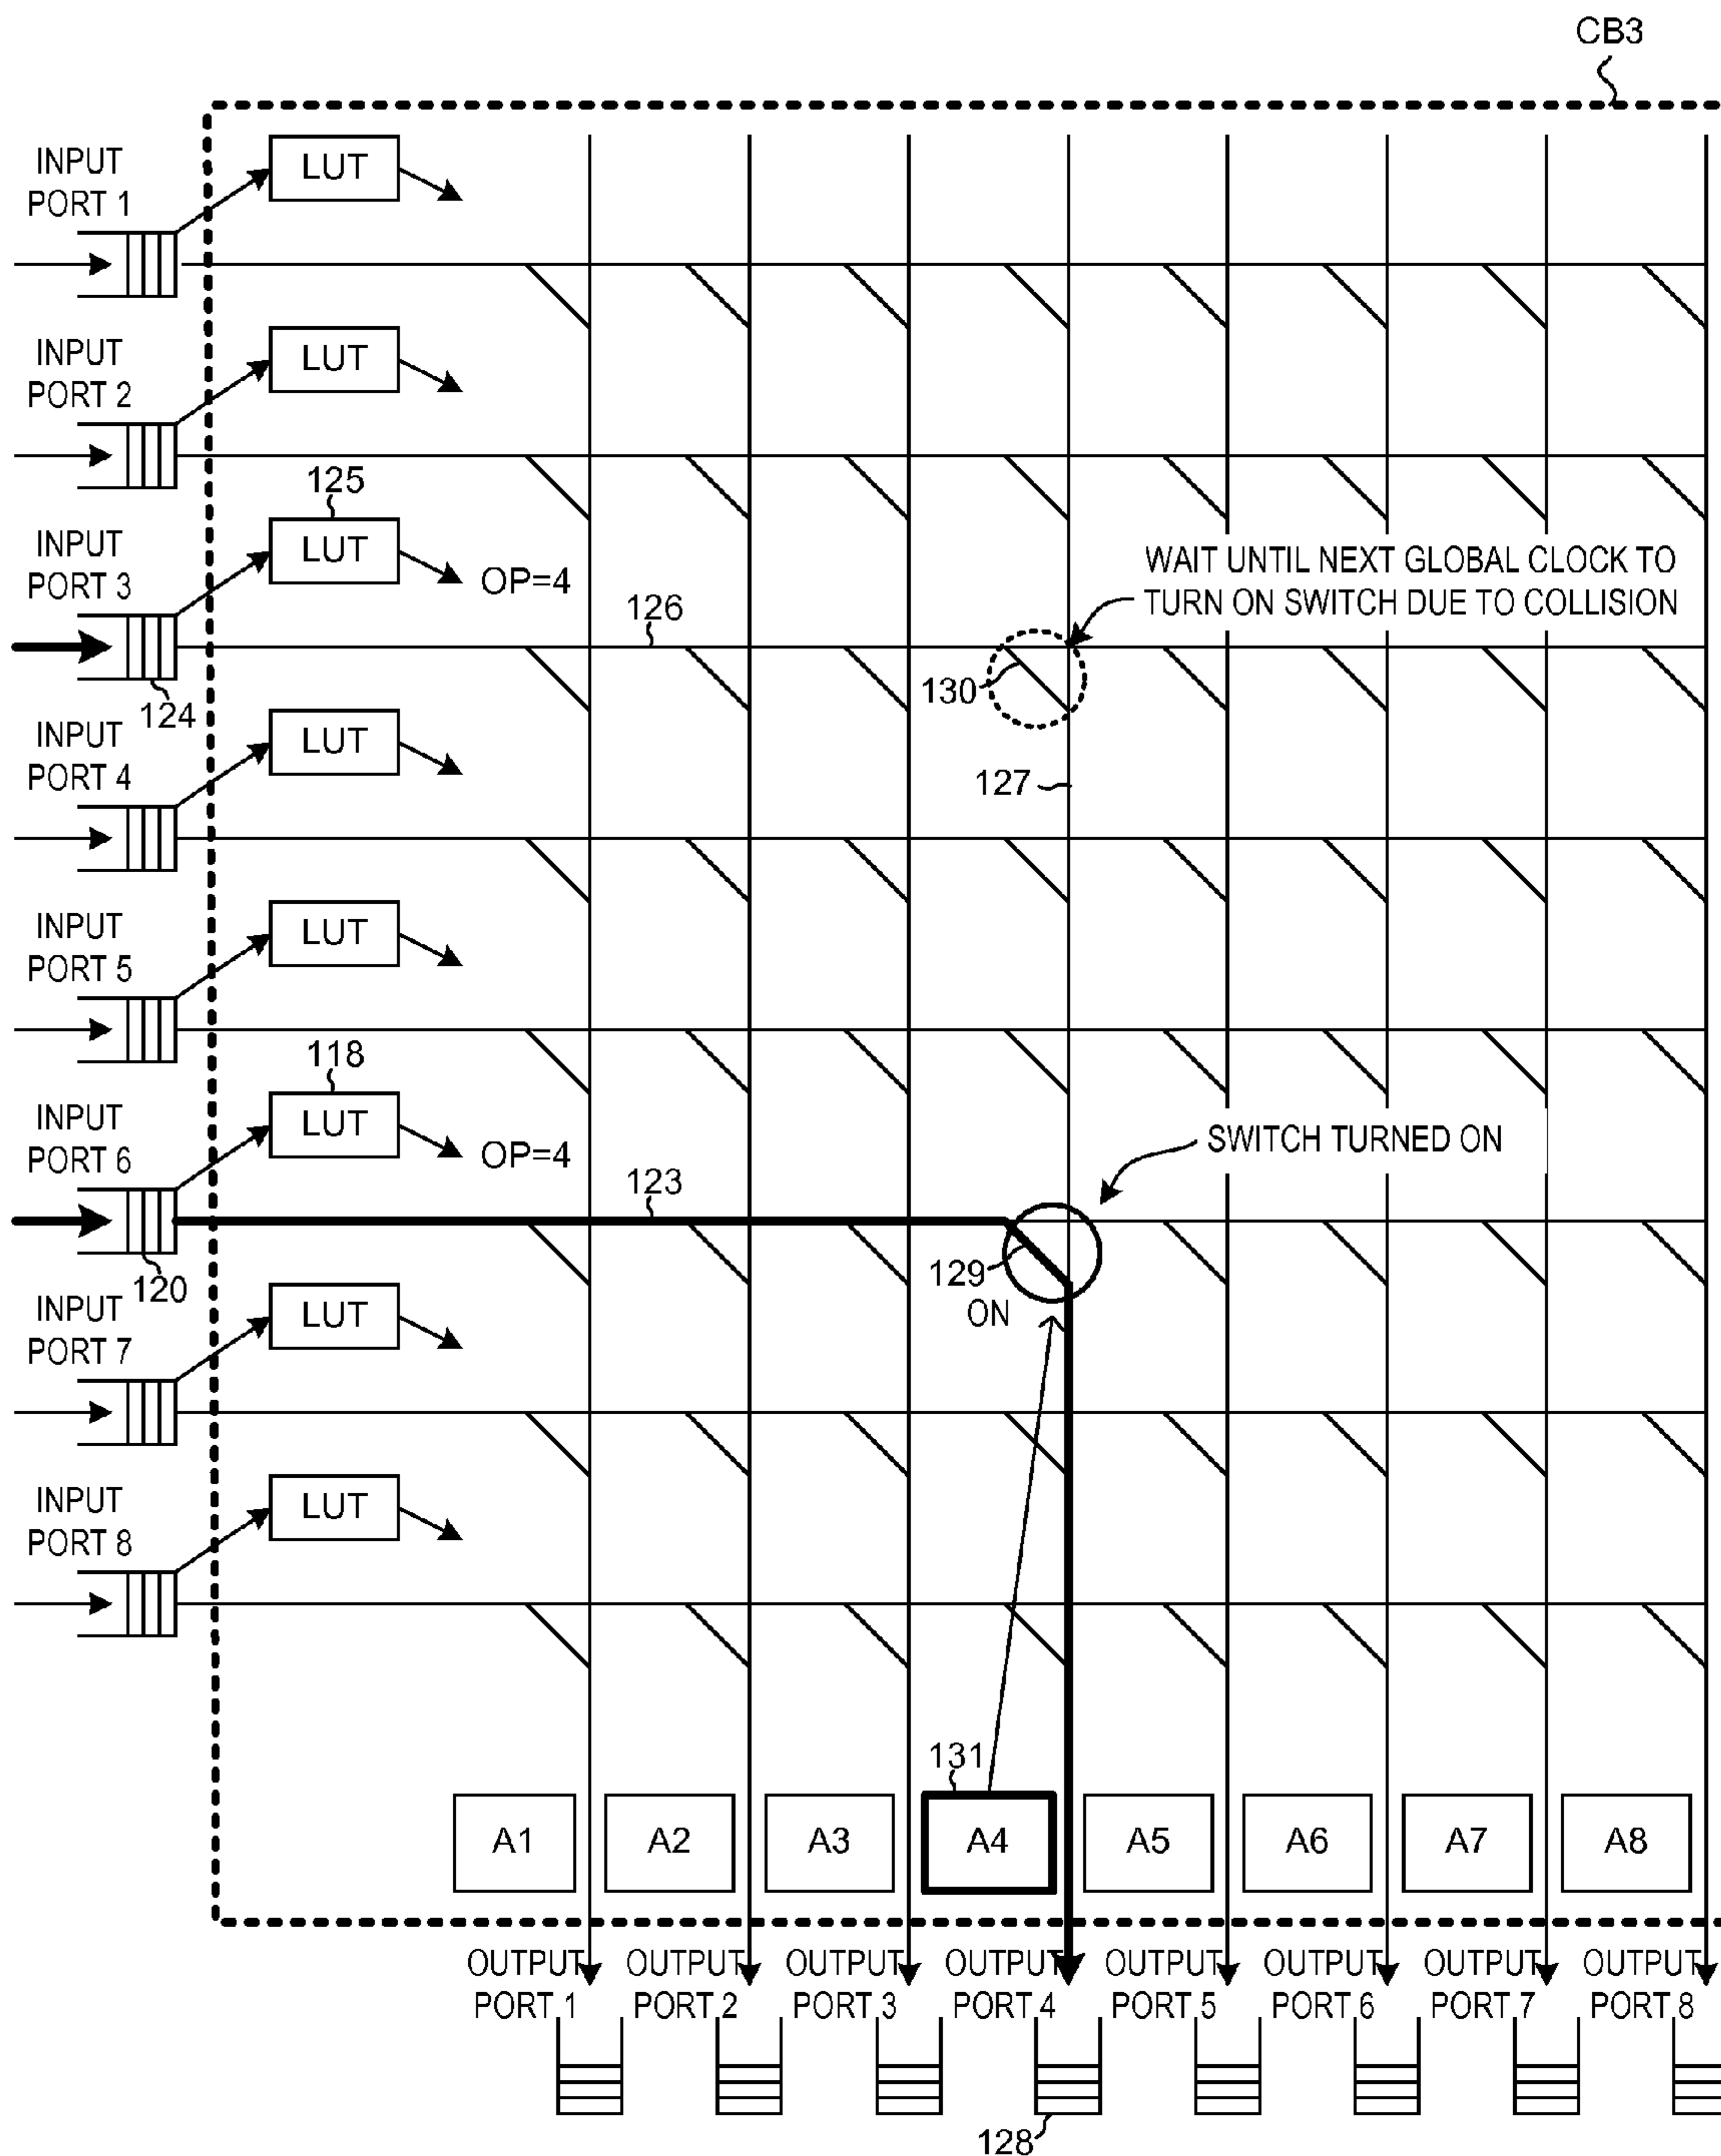 CB3
INPUT
PORT 1
LUT
INPUT
PORT 2
LUT
125
INPUT
PORT 3
LUT
OP=4
126
WAIT UNTIL NEXT GLOBAL CLOCK TO
TURN ON SWITCH DUE TO COLLISION
130
124
INPUT
PORT 4
LUT
127
INPUT
PORT 5
LUT
118
INPUT
PORT 6
LUT
OP=4
SWITCH TURNED ON
123
129
ON
120
INPUT
PORT 7
LUT
INPUT
PORT 8
LUT
131
A1
A2
A3
A4
A5
A6
A7
A8
OUTPUT
PORT 1
OUTPUT
PORT 2
OUTPUT
PORT 3
OUTPUT
PORT 4
OUTPUT
PORT 5
OUTPUT
PORT 6
OUTPUT
PORT 7
OUTPUT
PORT 8
128